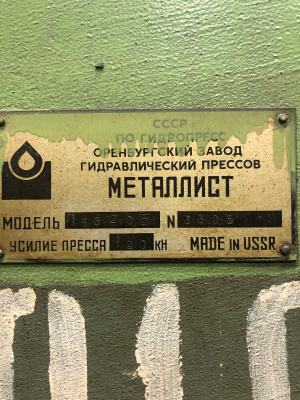 СССР
ПО ГИДРОПРЕСС
ОРЕНБУРГСКИЙ ЗАВОД
ГИДРАВЛИЧЕСКИЙ ПРЕССОВ
МЕТАЛЛИСТ
МОДЕЛЬ N
УСИЛИЕ ПРЕССА КН MADE IN USSR